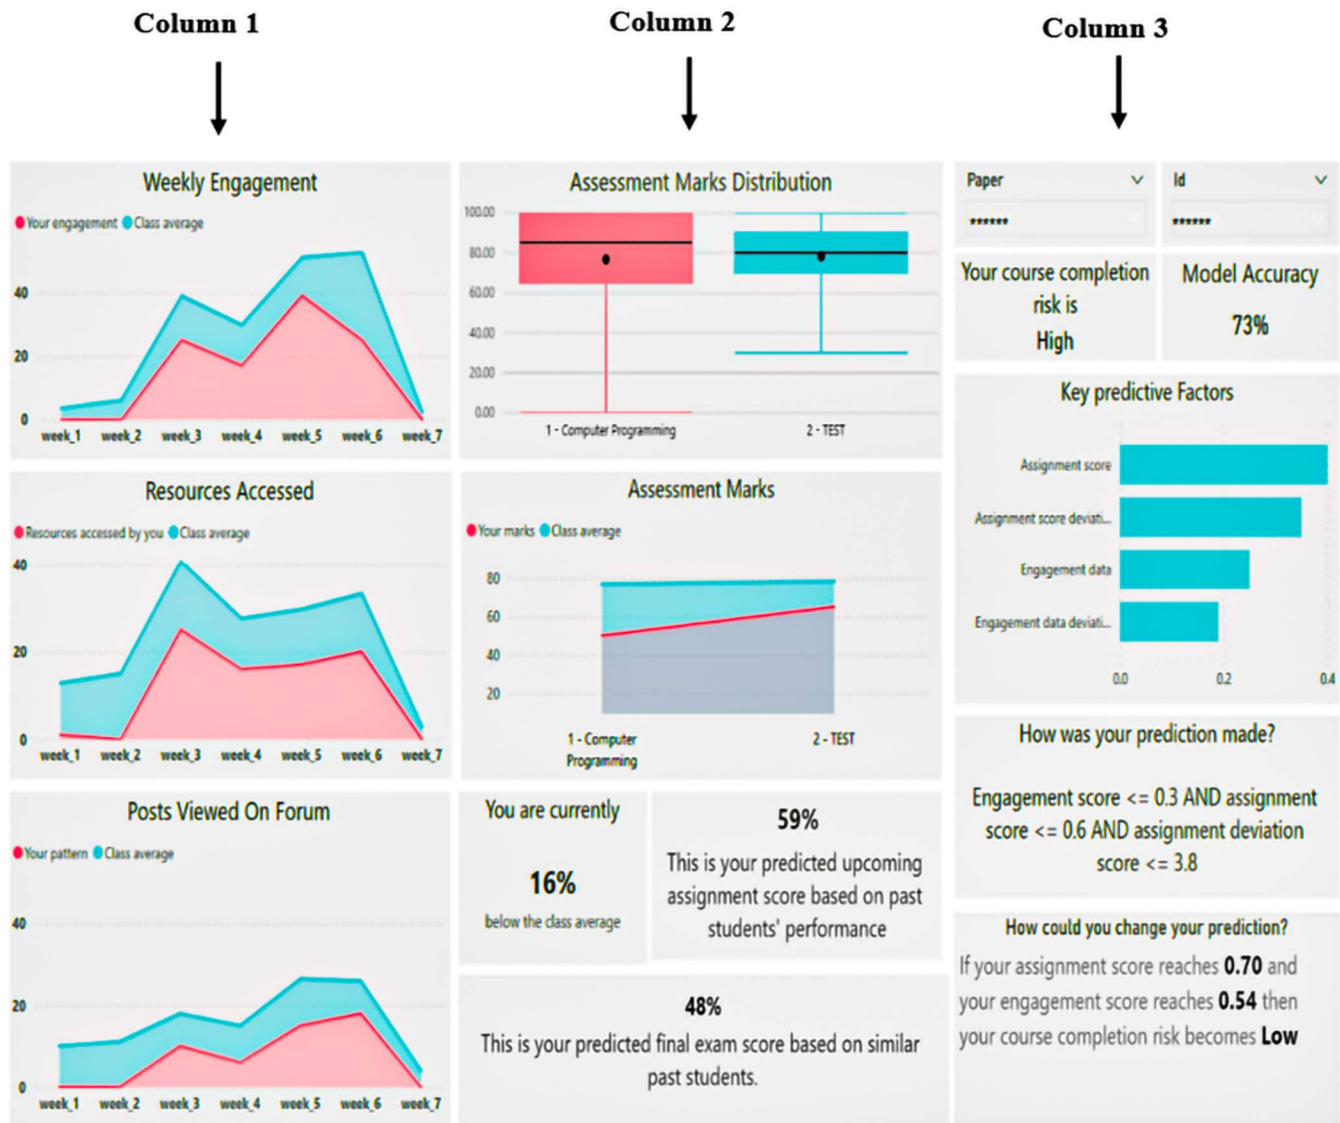 Column 1
Column 2
Column 3
Weekly Engagement
Your engagement Class average
40
20
0
week_1 week_2 week_3 week_4 week_5 week_6 week_7
Resources Accessed
Resources accessed by you Class average
40
20
0
week_1 week_2 week_3 week_4 week_5 week_6 week_7
Posts Viewed On Forum
Your pattern Class average
40
20
0
week_1 week_2 week_3 week_4 week_5 week_6 week_7
Assessment Marks Distribution
100.00
80.00
60.00
40.00
20.00
0.00
1 - Computer Programming 2 - TEST
Assessment Marks
Your marks Class average
80
60
40
20
1 - Computer
Programming
2 - TEST
You are currently
16%
below the class average
59%
This is your predicted upcoming
assignment score based on past
students' performance
48%
This is your predicted final exam score based on similar
past students.
Paper
******
Id
******
Your course completion
risk is
High
Model Accuracy
73%
Key predictive Factors
Assignment score
Assignment score deviati...
Engagement data
Engagement data deviati...
0.0 0.2 0.4
How was your prediction made?
Engagement score <= 0.3 AND assignment
score <= 0.6 AND assignment deviation
score <= 3.8
How could you change your prediction?
If your assignment score reaches 0.70 and
your engagement score reaches 0.54 then
your course completion risk becomes Low